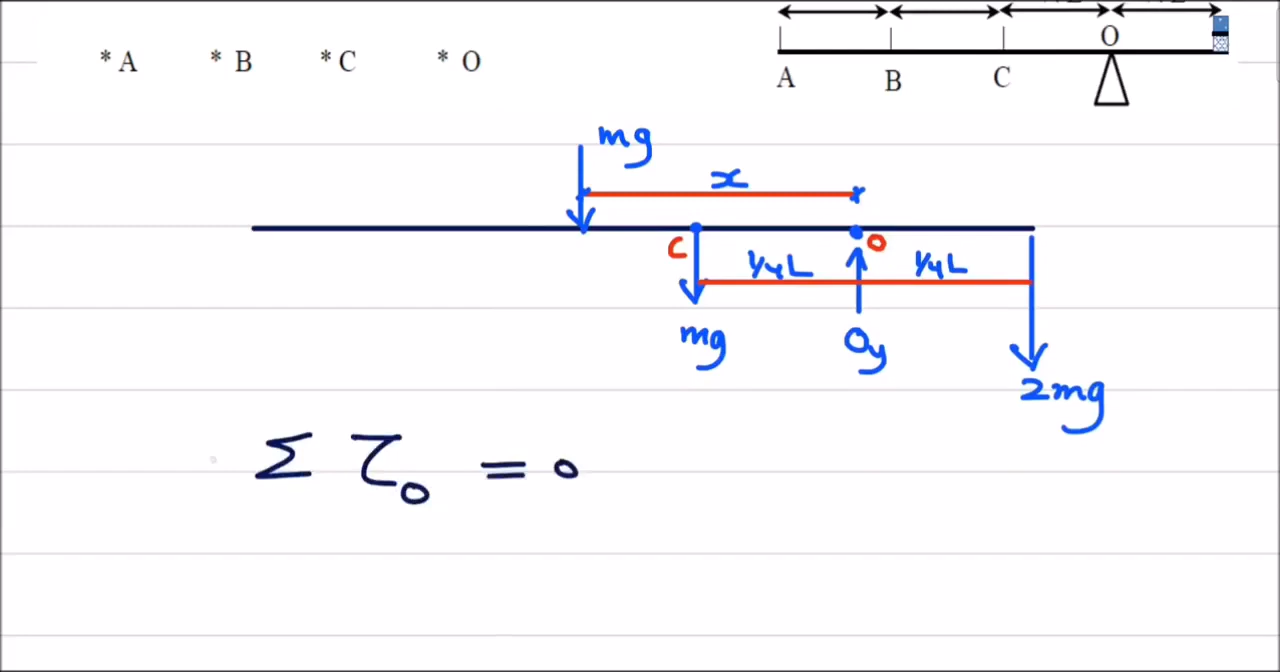 * A * B * C * O
O
A B C
mg
x
C O
1/4L 1/4L
mg Oy
2mg
Σ τo = 0